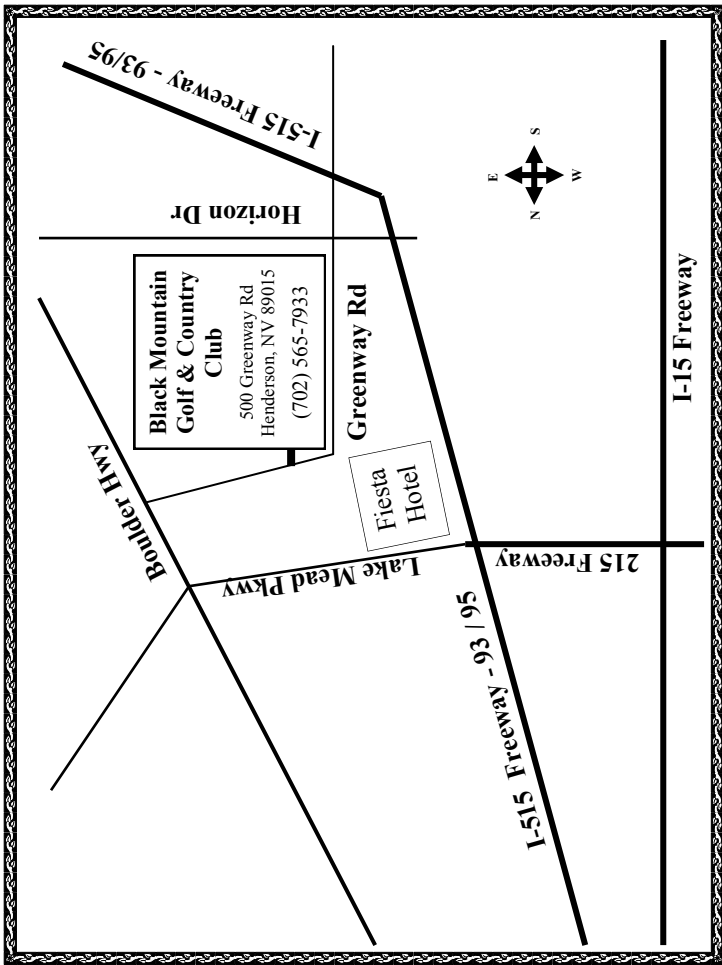 I-515 Freeway - 93/95
Horizon Dr
Black Mountain
Golf & Country
Club
500 Greenway Rd
Henderson, NV 89015
(702) 565-7933
Greenway Rd
Boulder Hwy
Fiesta
Hotel
Lake Mead Pkwy
215 Freeway
I-515 Freeway - 93 / 95
I-15 Freeway
E
S
N
W